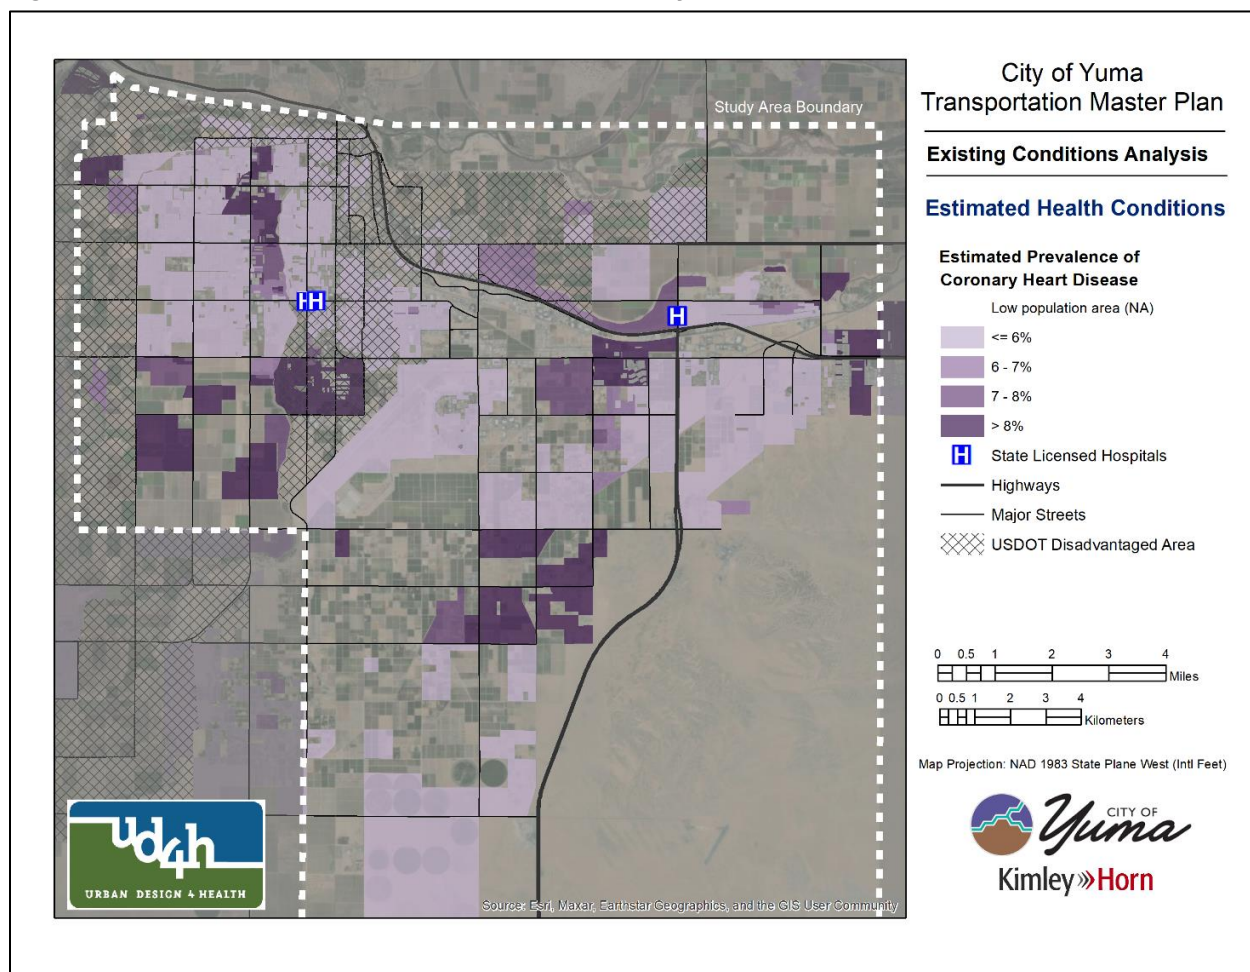 Study Area Boundary
H
H
H
ud4h
URBAN DESIGN 4 HEALTH
Source: Esri, Maxar, Earthstar Geographics, and the GIS User Community
City of Yuma
Transportation Master Plan
Existing Conditions Analysis
Estimated Health Conditions
Estimated Prevalence of
Coronary Heart Disease
Low population area (NA)
<= 6%
6 - 7%
7 - 8%
> 8%
H State Licensed Hospitals
Highways
Major Streets
USDOT Disadvantaged Area
0 0.5 1 2 3 4
Miles
0 0.5 1 2 3 4
Kilometers
Map Projection: NAD 1983 State Plane West (Intl Feet)
CITY OF
Yuma
Kimley»Horn